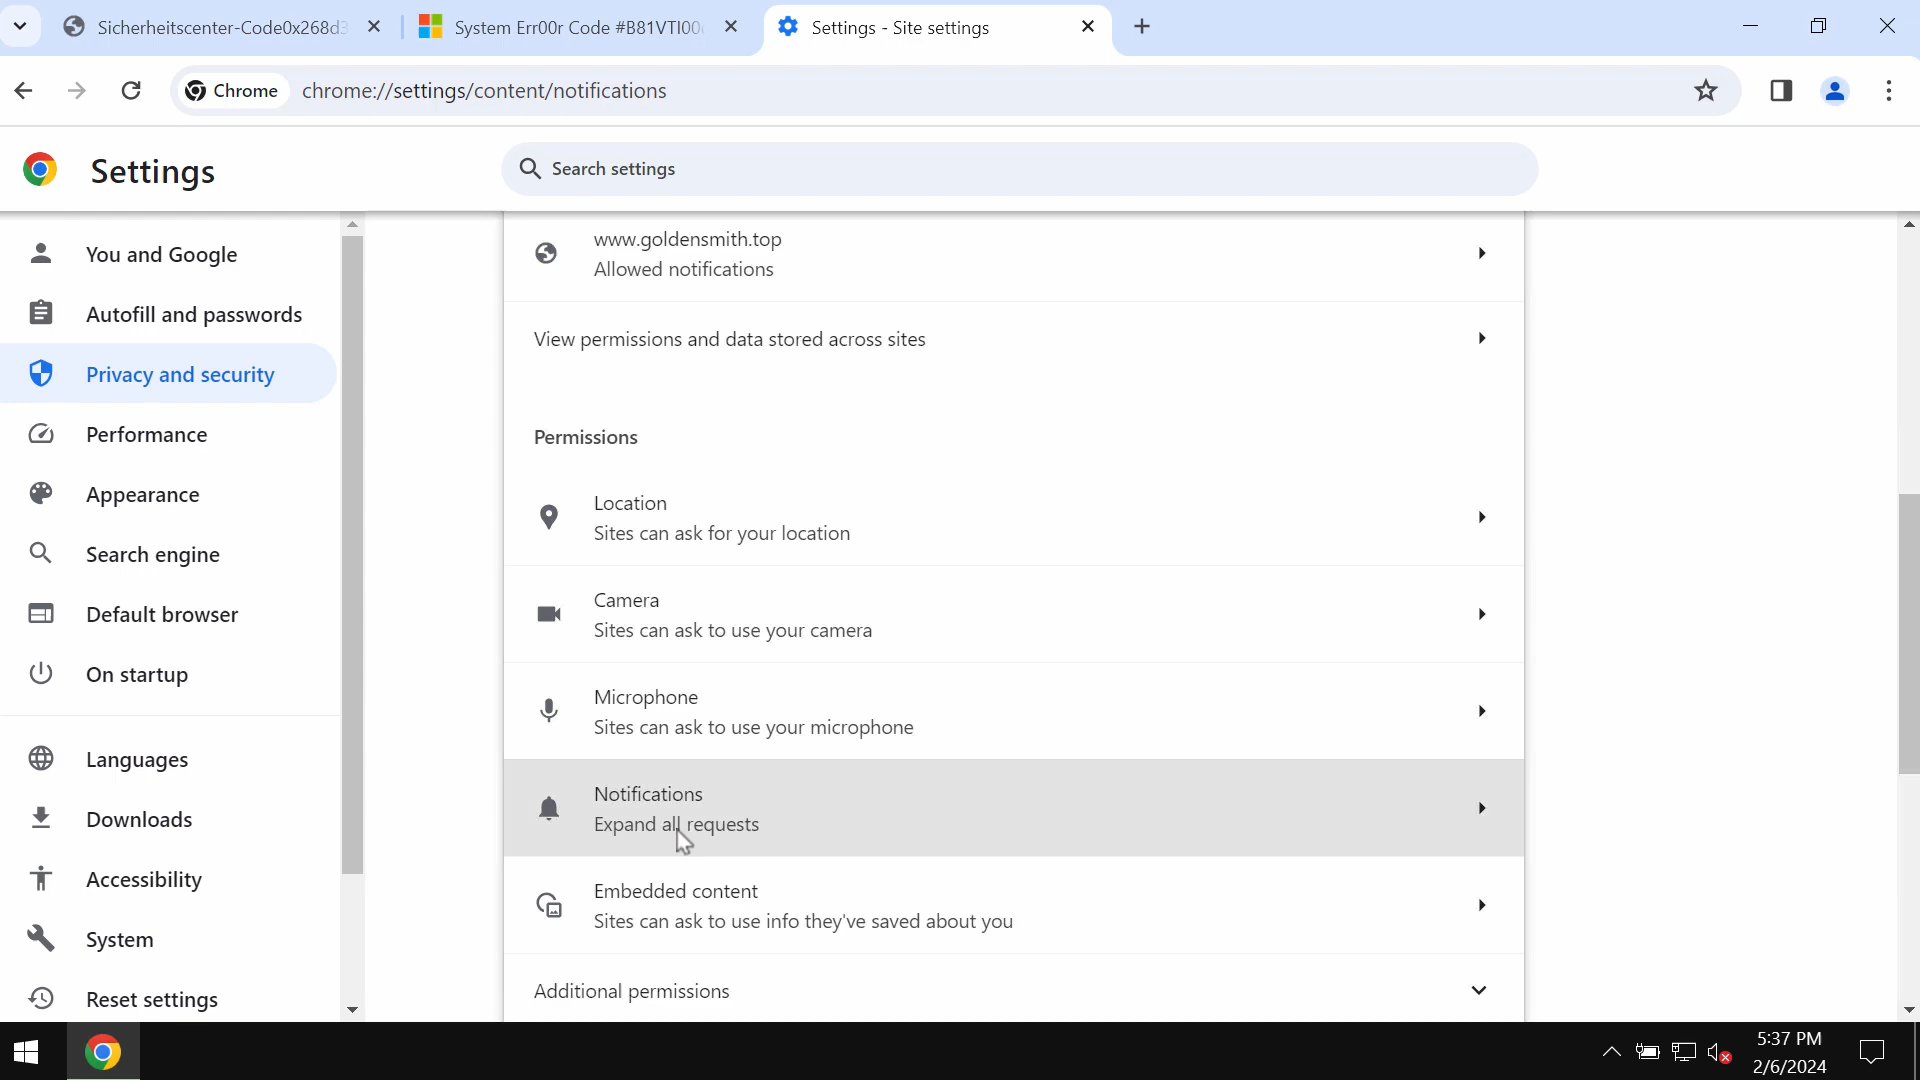 Sicherheitscenter-Code0x268d3
System Err00r Code #B81VTI00
Settings - Site settings
Chrome
chrome://settings/content/notifications
Settings
Search settings
You and Google
Autofill and passwords
Privacy and security
Performance
Appearance
Search engine
Default browser
On startup
Languages
Downloads
Accessibility
System
Reset settings
www.goldensmith.top
Allowed notifications
View permissions and data stored across sites
Permissions
Location
Sites can ask for your location
Camera
Sites can ask to use your camera
Microphone
Sites can ask to use your microphone
Notifications
Expand all requests
Embedded content
Sites can ask to use info they've saved about you
Additional permissions
5:37 PM
2/6/2024